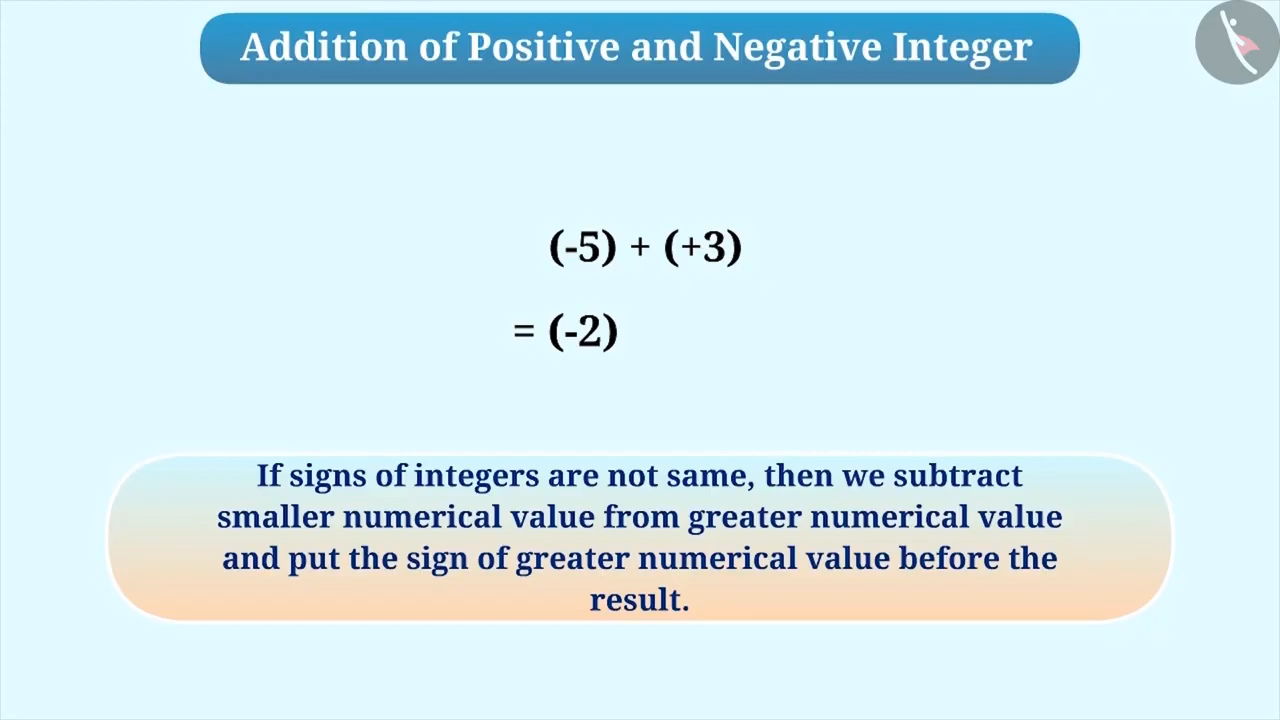 Addition of Positive and Negative Integer
(-5) + (+3)
= (-2)
If signs of integers are not same, then we subtract
smaller numerical value from greater numerical value
and put the sign of greater numerical value before the
result.